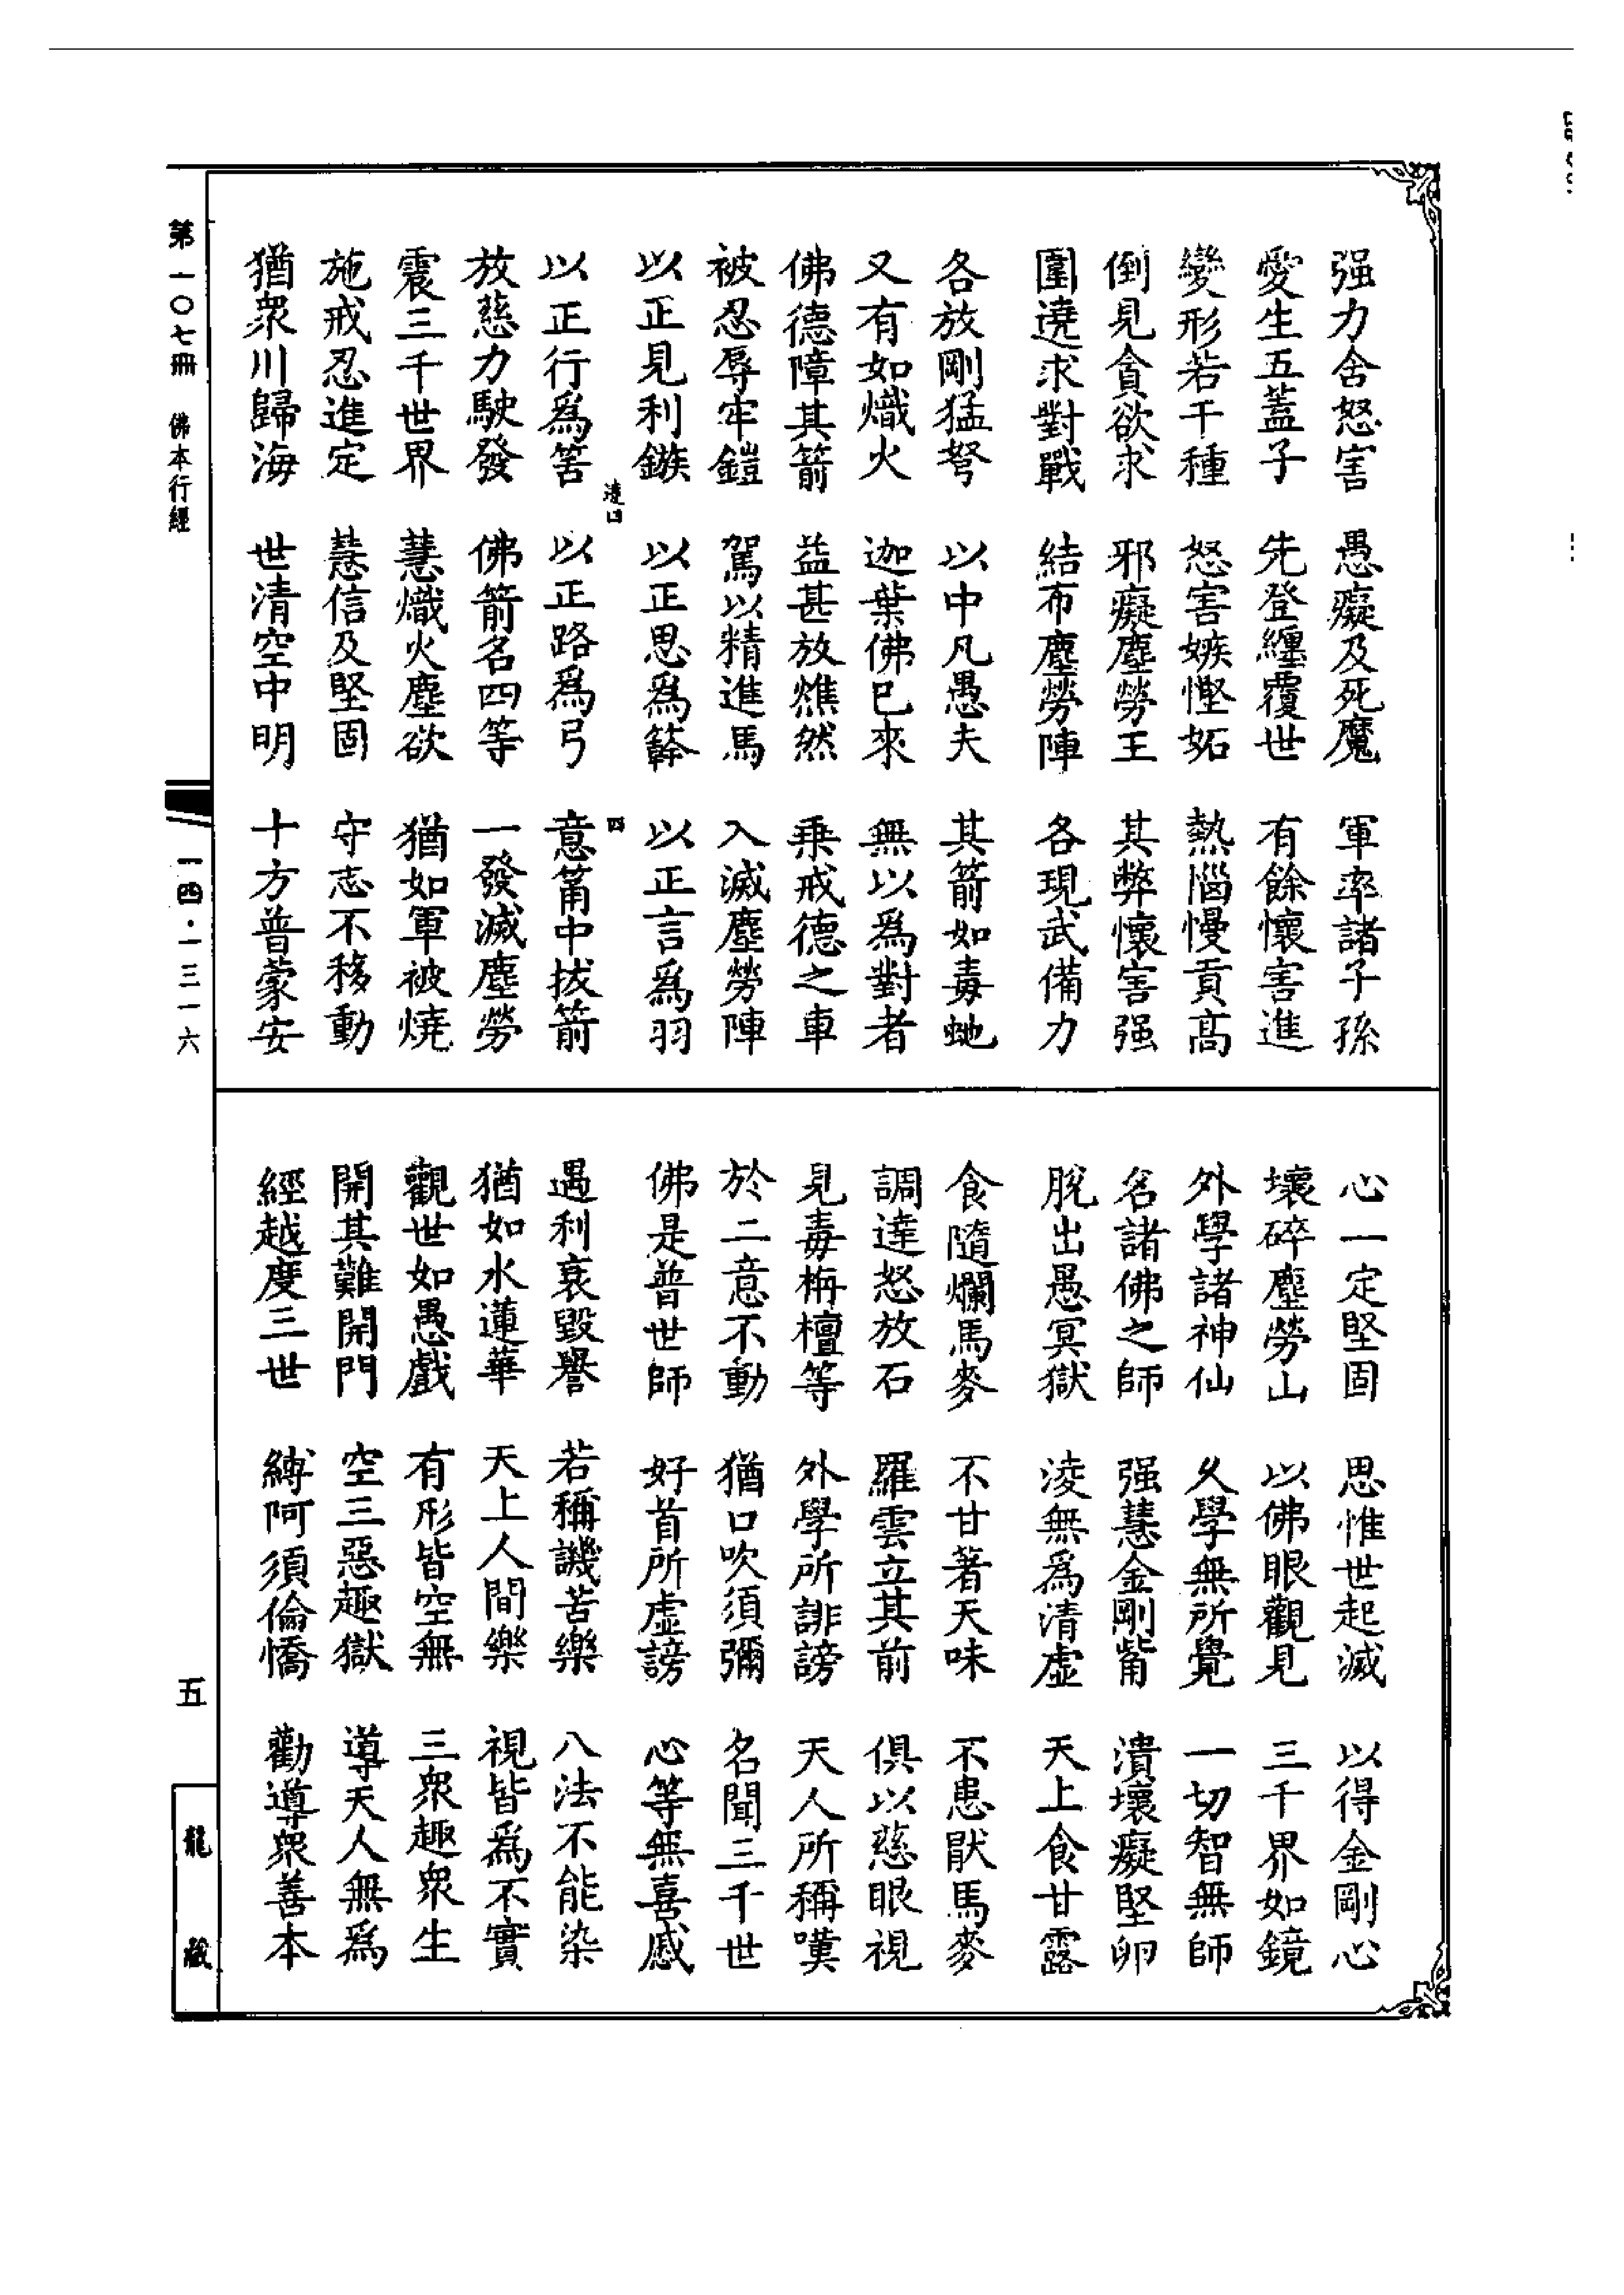 强力舍怒害　愚癡及死魔　軍率諸子孫
愛生五蓋子　先登纏覆世　有餘懷害進
變形若干種　怒害嫉慳妬　熱惱慢貢高
倒見貪欲求　邪癡塵勞王　其弊懷害强
圍遶求對戰　結布塵勞陣　各現武備力
各放剛猛弩　以中凡愚夫　其箭如毒虵
又有如熾火　迦葉佛已來　無以爲對者
佛德障其箭　益甚放燋然　乗戒德之車
被忍辱牢鎧　駕以精進馬　入滅塵勞陣
以正見利鏃　以正思爲簳　以正言爲羽
以正行爲筈　以正路爲弓　意箭中拔箭
放慈力駛發　佛箭名四等　一發滅塵勞
震三千世界　慧熾火塵欲　猶如軍被燒
施戒忍進定　慧信及堅固　守志不移動
猶衆川歸海　世清空中明　十方普蒙安
心一定堅固　思惟世起滅　以得金剛心
壞碎塵勞山　以佛眼觀見　三千界如鏡
外學諸神仙　久學無所覺　一切智無師
名諸佛之師　强慧金剛觜　潰壞癡堅卵
脫出愚冥獄　淩無爲清虛　天上食甘露
食隨爛馬麥　不甘著天味　不患猒馬麥
調達怒放石　羅雲立其前　俱以慈眼視
見毒栴檀等　外學所誹謗　天人所稱嘆
於二意不動　猶口吹須彌　名聞三千世
佛是普世師　好首所虛謗　心等無喜慼
遇利衰毀譽　若稱譏苦樂　八法不能染
猶如水蓮華　天上人間樂　視皆爲不實
觀世如愚戲　有形皆空無　三衆趣衆生
開其難開門　空三惡趣獄　導天人無爲
經越度三世　縛阿須倫憍　勸導衆善本
第一〇七冊　佛本行經
一四·一三一六
五
龍藏